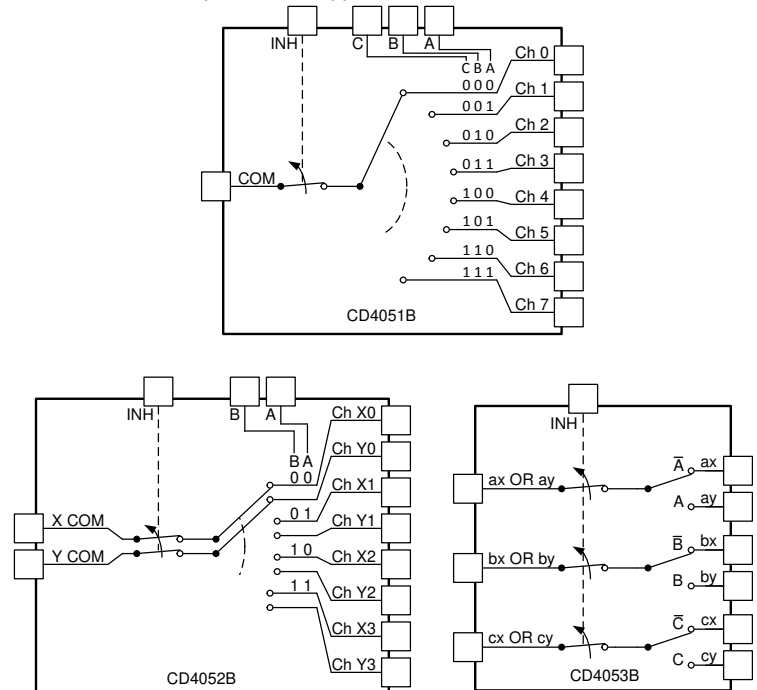 INH
C B A
C B A
Ch 0
0 0 0
Ch 1
0 0 1
Ch 2
0 1 0
Ch 3
0 1 1
COM
Ch 4
1 0 0
Ch 5
1 0 1
Ch 6
1 1 0
Ch 7
1 1 1
CD4051B
INH
B A
B A
Ch X0
0 0
Ch Y0
Ch X1
0 1
Ch Y1
X COM
Y COM
Ch X2
1 0
Ch Y2
1 1
Ch X3
Ch Y3
CD4052B
INH
ax OR ay
A̅ ax
A ay
bx OR by
B̅ bx
B by
cx OR cy
C̅ cx
C cy
CD4053B